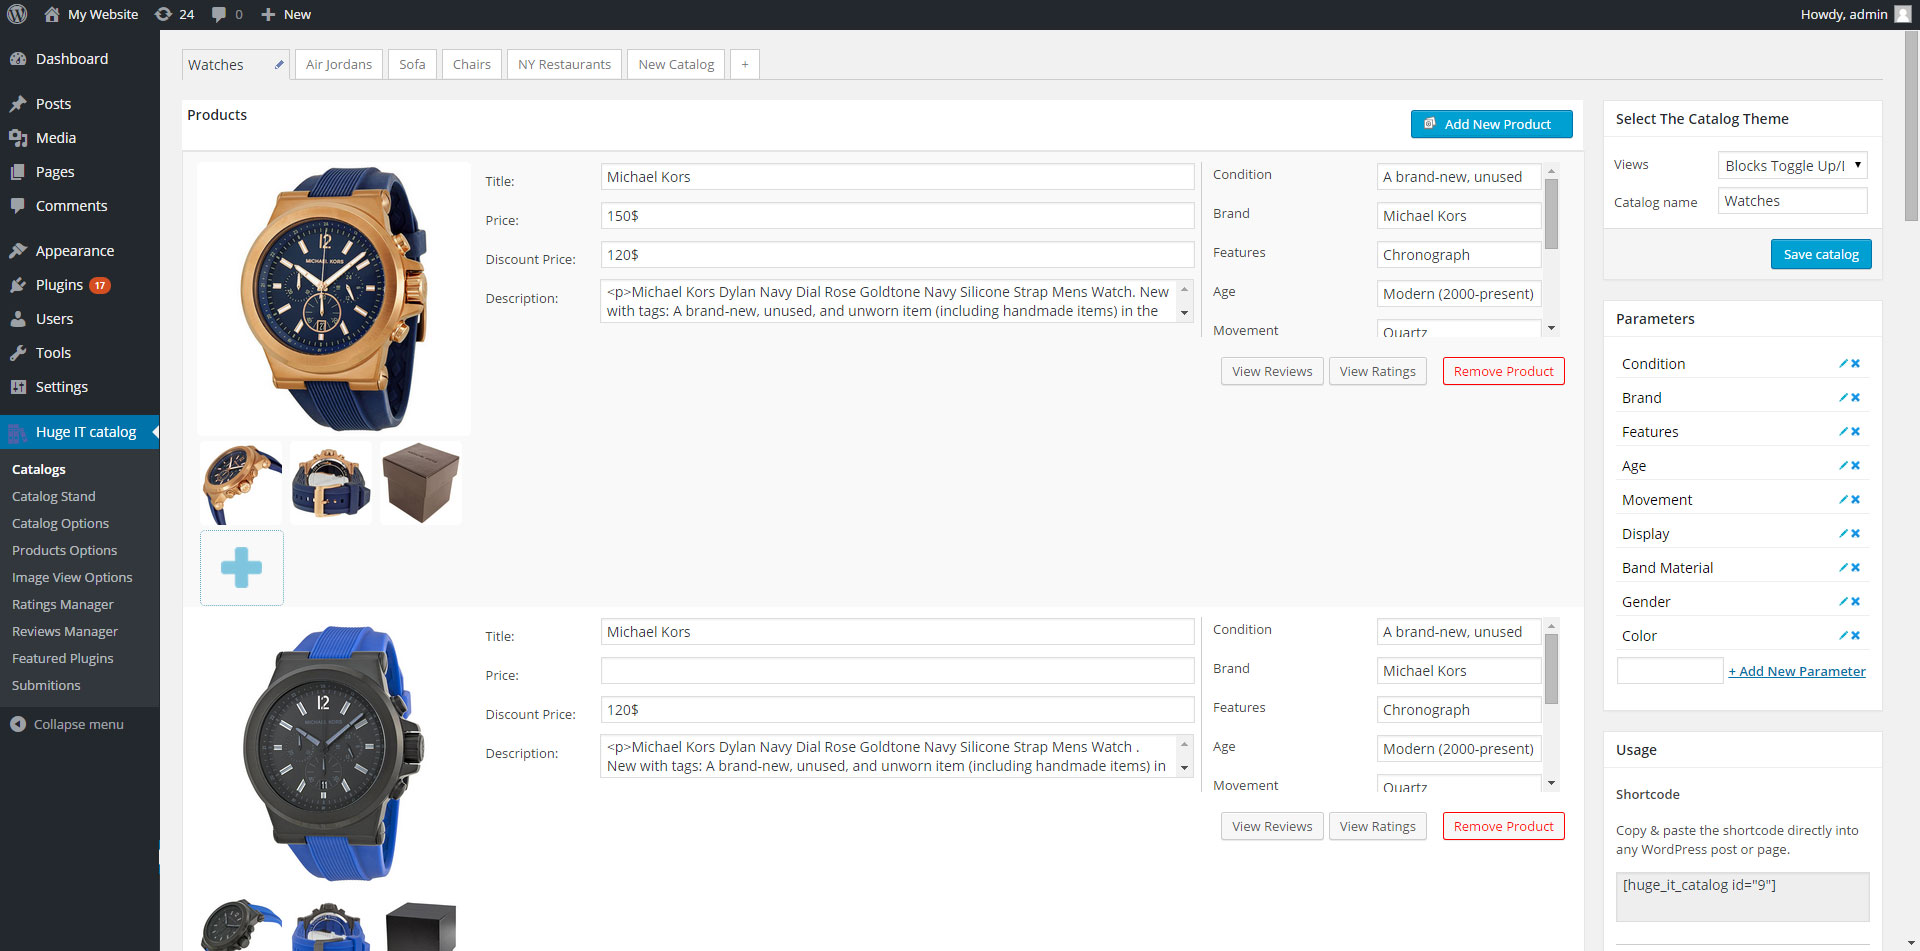 My Website
24
0
New
Howdy, admin
Dashboard
Posts
Media
Pages
Comments
Appearance
Plugins 17
Users
Tools
Settings
Huge IT catalog
Catalogs
Catalog Stand
Catalog Options
Products Options
Image View Options
Ratings Manager
Reviews Manager
Featured Plugins
Submitions
Collapse menu
Watches
Air Jordans
Sofa
Chairs
NY Restaurants
New Catalog
+
Products
Add New Product
12
MICHAEL KORS
Title:
Michael Kors
Price:
150$
Discount Price:
120$
Description:
<p>Michael Kors Dylan Navy Dial Rose Goldtone Navy Silicone Strap Mens Watch. New
with tags: A brand-new, unused, and unworn item (including handmade items) in the
Condition
A brand-new, unused
Brand
Michael Kors
Features
Chronograph
Age
Modern (2000-present)
Movement
Quartz
View Reviews
View Ratings
Remove Product
12
MICHAEL KORS
11
Title:
Michael Kors
Price:
Discount Price:
120$
Description:
<p>Michael Kors Dylan Navy Dial Rose Goldtone Navy Silicone Strap Mens Watch .
New with tags: A brand-new, unused, and unworn item (including handmade items) in
Condition
A brand-new, unused
Brand
Michael Kors
Features
Chronograph
Age
Modern (2000-present)
Movement
Quartz
View Reviews
View Ratings
Remove Product
Select The Catalog Theme
Views
Blocks Toggle Up/
Catalog name
Watches
Save catalog
Parameters
Condition
Brand
Features
Age
Movement
Display
Band Material
Gender
Color
+ Add New Parameter
Usage
Shortcode
Copy & paste the shortcode directly into
any WordPress post or page.
[huge_it_catalog id="9"]